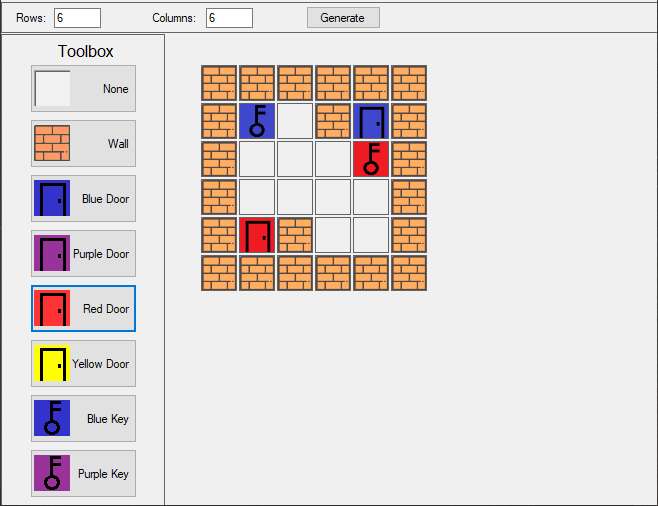 Rows: 6 Columns: 6 Generate
Toolbox
None
Wall
Blue Door
Purple Door
Red Door
Yellow Door
Blue Key
Purple Key